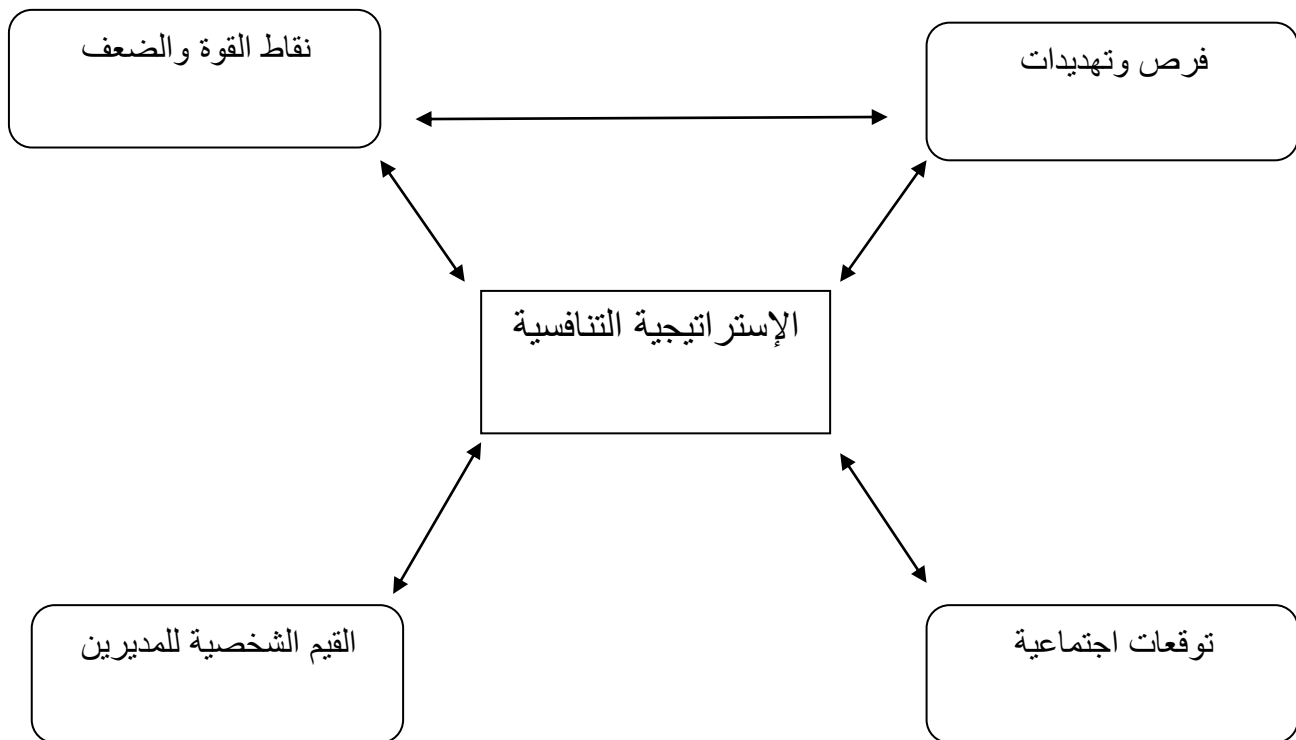 فرص وتهديدات
نقاط القوة والضعف
الإستراتيجية التنافسية
توقعات اجتماعية
القيم الشخصية للمديرين